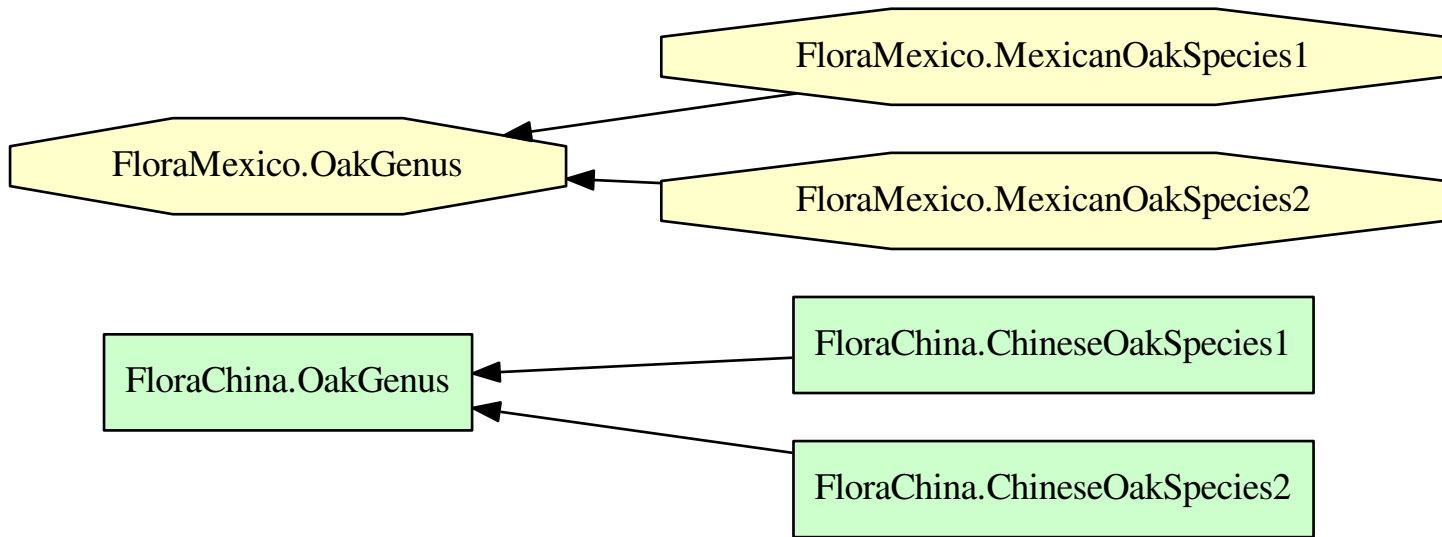 FloraMexico.MexicanOakSpecies1
FloraMexico.OakGenus
FloraMexico.MexicanOakSpecies2
FloraChina.ChineseOakSpecies1
FloraChina.OakGenus
FloraChina.ChineseOakSpecies2